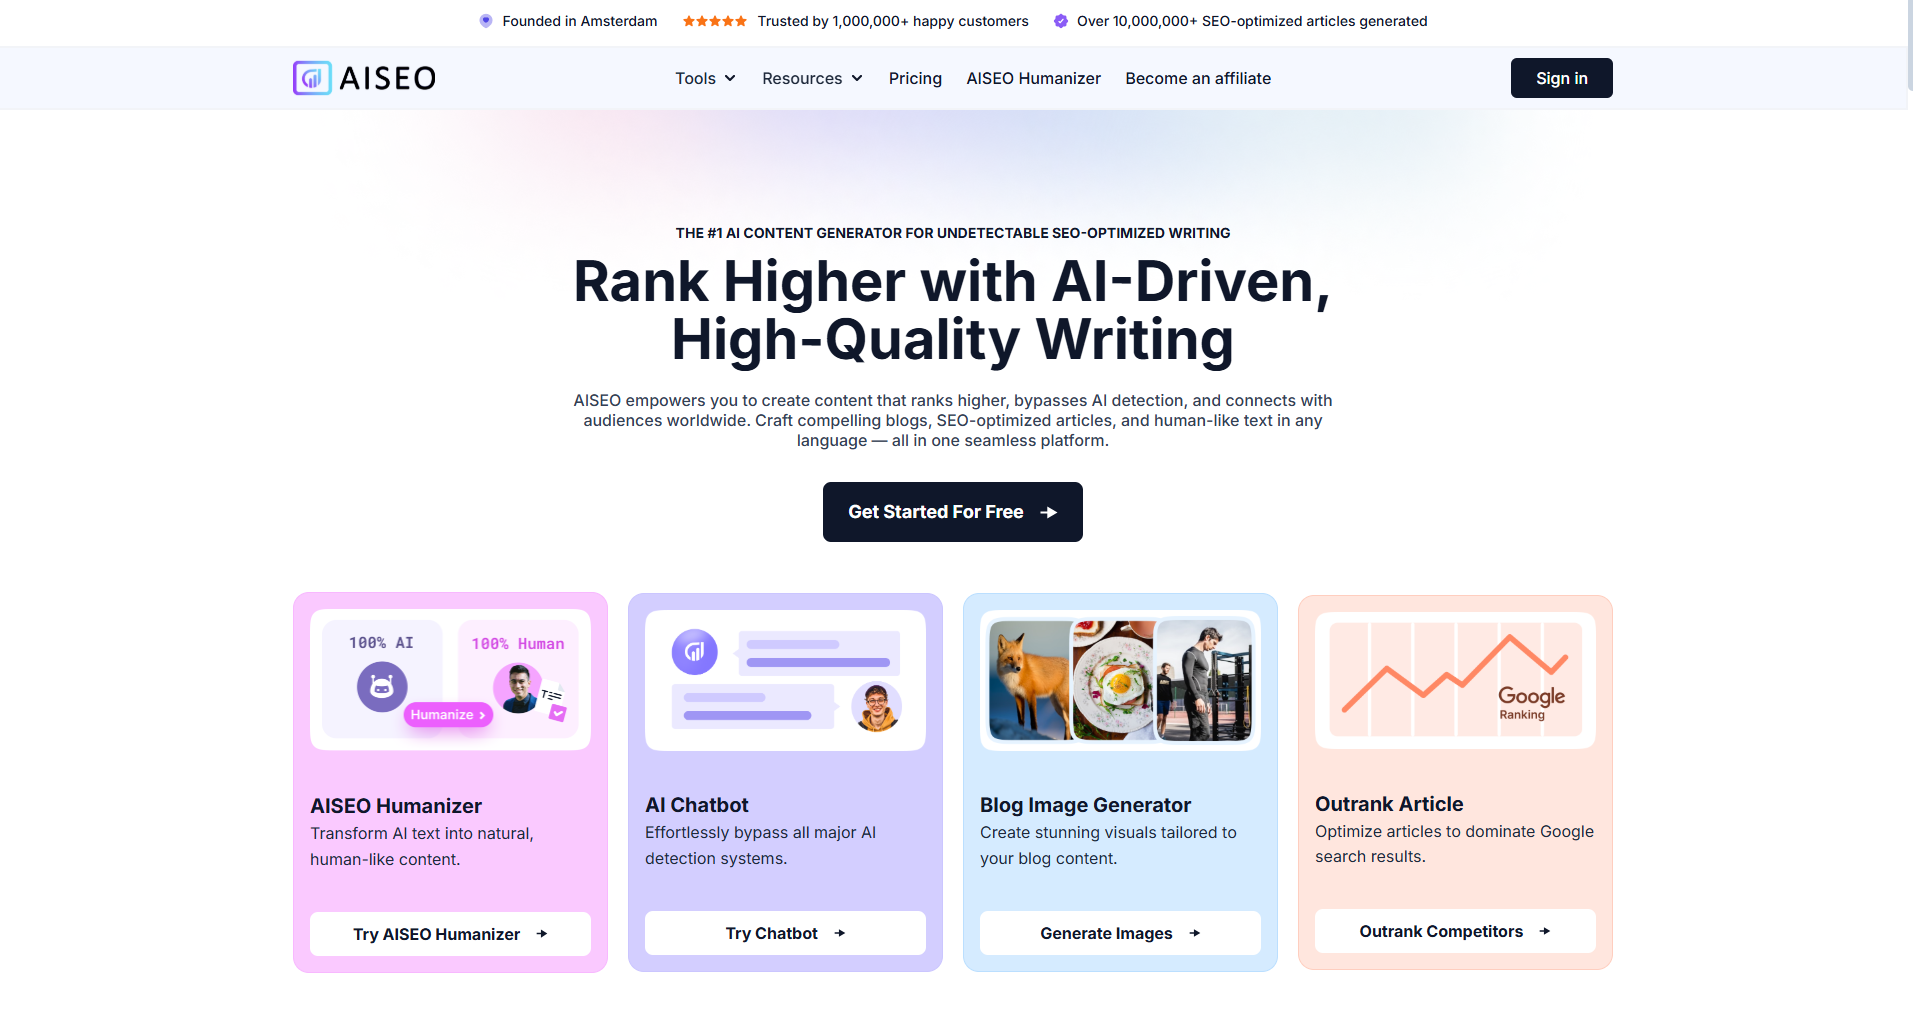 Founded in Amsterdam
Trusted by 1,000,000+ happy customers
Over 10,000,000+ SEO-optimized articles generated
AISEO
Tools
Resources
Pricing
AISEO Humanizer
Become an affiliate
Sign in
THE #1 AI CONTENT GENERATOR FOR UNDETECTABLE SEO-OPTIMIZED WRITING
Rank Higher with AI-Driven,
High-Quality Writing
AISEO empowers you to create content that ranks higher, bypasses AI detection, and connects with
audiences worldwide. Craft compelling blogs, SEO-optimized articles, and human-like text in any
language — all in one seamless platform.
Get Started For Free
100% AI
100% Human
T
Humanize
AISEO Humanizer
Transform AI text into natural,
human-like content.
Try AISEO Humanizer
AI Chatbot
Effortlessly bypass all major AI
detection systems.
Try Chatbot
Blog Image Generator
Create stunning visuals tailored to
your blog content.
Generate Images
Google
Ranking
Outrank Article
Optimize articles to dominate Google
search results.
Outrank Competitors